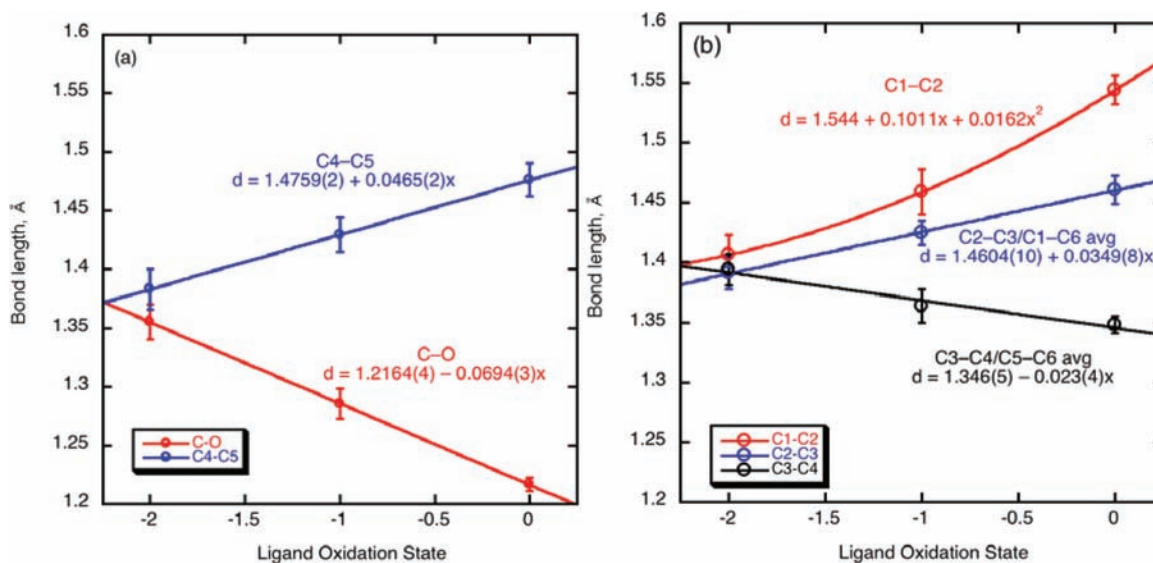 (a)
1.6
1.55
1.5
1.45
1.4
1.35
1.3
1.25
1.2
Bond length, Å
C4–C5
d = 1.4759(2) + 0.0465(2)x
C–O
d = 1.2164(4) − 0.0694(3)x
C-O
C4-C5
-2
-1.5
-1
-0.5
0
Ligand Oxidation State
(b)
1.6
1.55
1.5
1.45
1.4
1.35
1.3
1.25
1.2
Bond length, Å
C1–C2
d = 1.544 + 0.1011x + 0.0162x²
C2–C3/C1–C6 avg
d = 1.4604(10) + 0.0349(8)x
C3–C4/C5–C6 avg
d = 1.346(5) − 0.023(4)x
C1-C2
C2-C3
C3-C4
-2
-1.5
-1
-0.5
0
Ligand Oxidation State